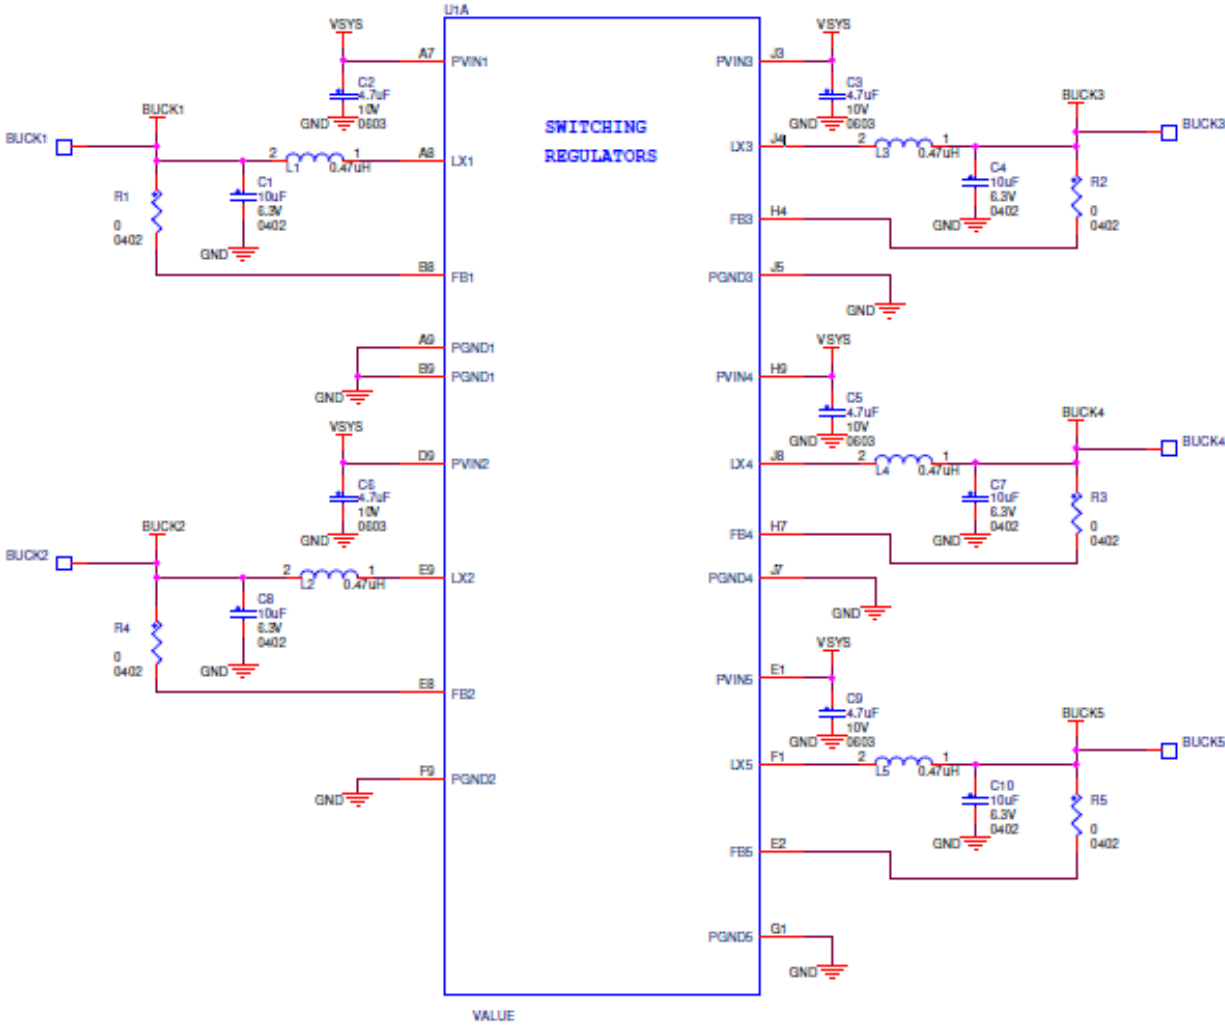 U1A
VSYS
A7
PVIN1
C2
4.7uF
10V
0603
GND
BUCK1
BUCK1
2
1
L1
0.47uH
A8
LX1
R1
0
0402
C1
10uF
6.3V
0402
GND
B8
FB1
A9
PGND1
B9
PGND1
GND
VSYS
D9
PVIN2
C6
4.7uF
10V
0603
GND
BUCK2
BUCK2
2
1
L2
0.47uH
E9
LX2
R4
0
0402
C8
10uF
6.3V
0402
GND
E8
FB2
F9
PGND2
GND
SWITCHING
REGULATORS
VSYS
PVIN3
J3
C3
4.7uF
10V
0603
GND
BUCK3
BUCK3
LX3
J4
2
1
L3
0.47uH
C4
10uF
6.3V
0402
GND
R2
0
0402
FB3
H4
PGND3
J5
GND
VSYS
PVIN4
H9
C5
4.7uF
10V
0603
GND
BUCK4
BUCK4
LX4
J8
2
1
L4
0.47uH
C7
10uF
6.3V
0402
GND
R3
0
0402
FB4
H7
PGND4
J7
GND
VSYS
PVIN5
E1
C9
4.7uF
10V
0603
GND
BUCK5
BUCK5
LX5
F1
2
1
L5
0.47uH
C10
10uF
6.3V
0402
GND
R5
0
0402
FB5
E2
PGND5
G1
GND
VALUE